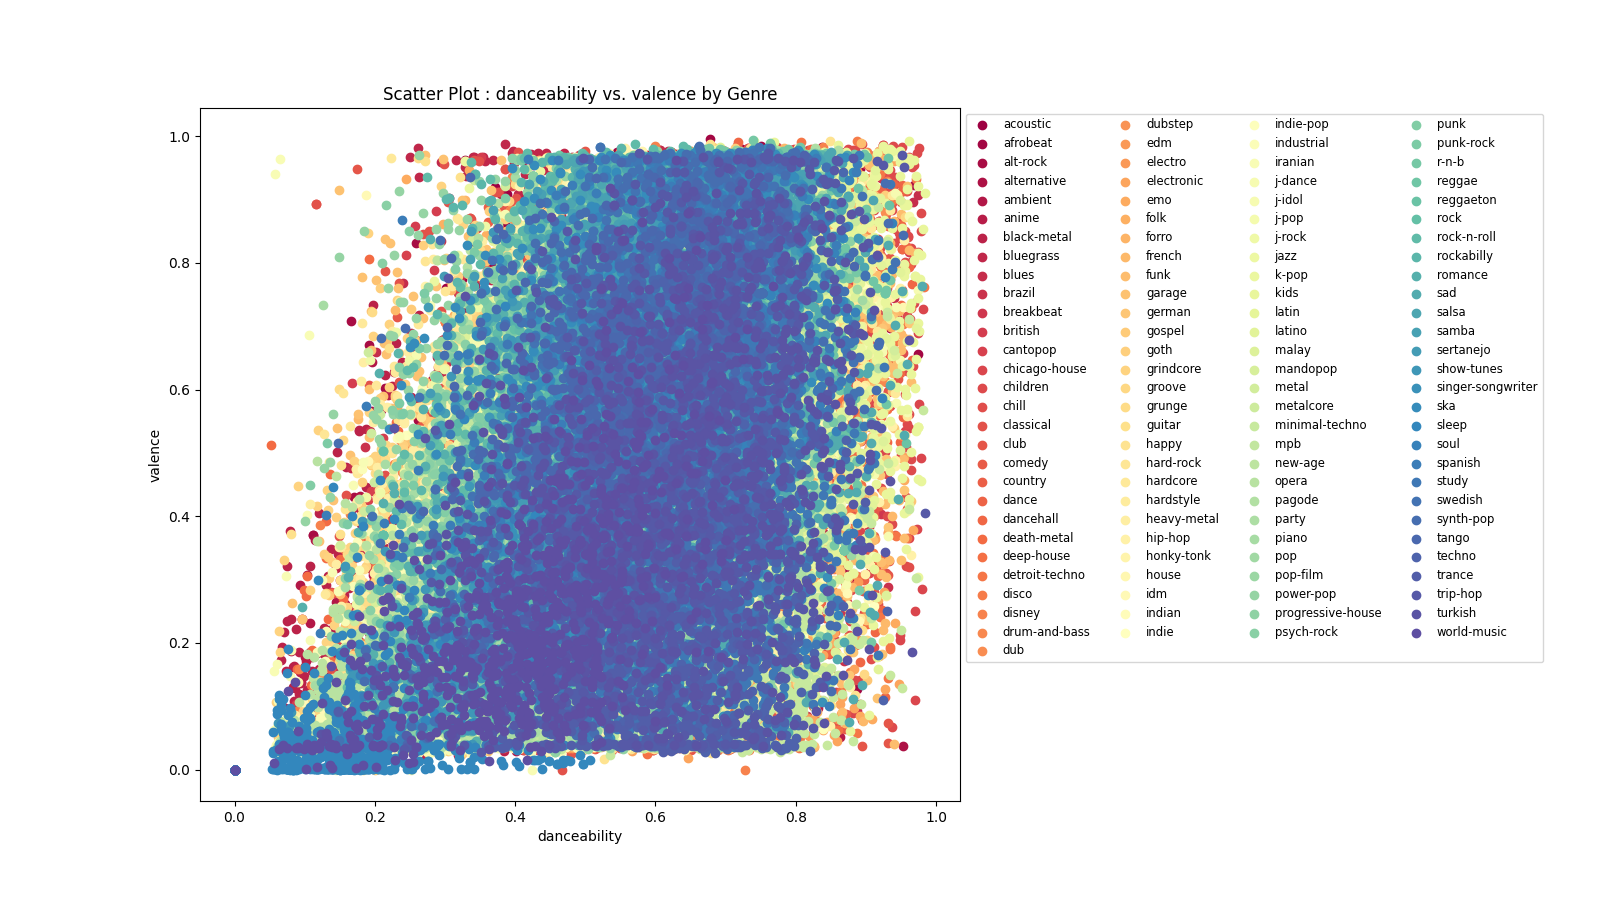 Scatter Plot : danceability vs. valence by Genre
1.0
0.8
0.6
0.4
0.2
0.0
valence
0.0 0.2 0.4 0.6 0.8 1.0
danceability
acoustic
afrobeat
alt-rock
alternative
ambient
anime
black-metal
bluegrass
blues
brazil
breakbeat
british
cantopop
chicago-house
children
chill
classical
club
comedy
country
dance
dancehall
death-metal
deep-house
detroit-techno
disco
disney
drum-and-bass
dub
dubstep
edm
electro
electronic
emo
folk
forro
french
funk
garage
german
gospel
goth
grindcore
groove
grunge
guitar
happy
hard-rock
hardcore
hardstyle
heavy-metal
hip-hop
honky-tonk
house
idm
indian
indie
indie-pop
industrial
iranian
j-dance
j-idol
j-pop
j-rock
jazz
k-pop
kids
latin
latino
malay
mandopop
metal
metalcore
minimal-techno
mpb
new-age
opera
pagode
party
piano
pop
pop-film
power-pop
progressive-house
psych-rock
punk
punk-rock
r-n-b
reggae
reggaeton
rock
rock-n-roll
rockabilly
romance
sad
salsa
samba
sertanejo
show-tunes
singer-songwriter
ska
sleep
soul
spanish
study
swedish
synth-pop
tango
techno
trance
trip-hop
turkish
world-music